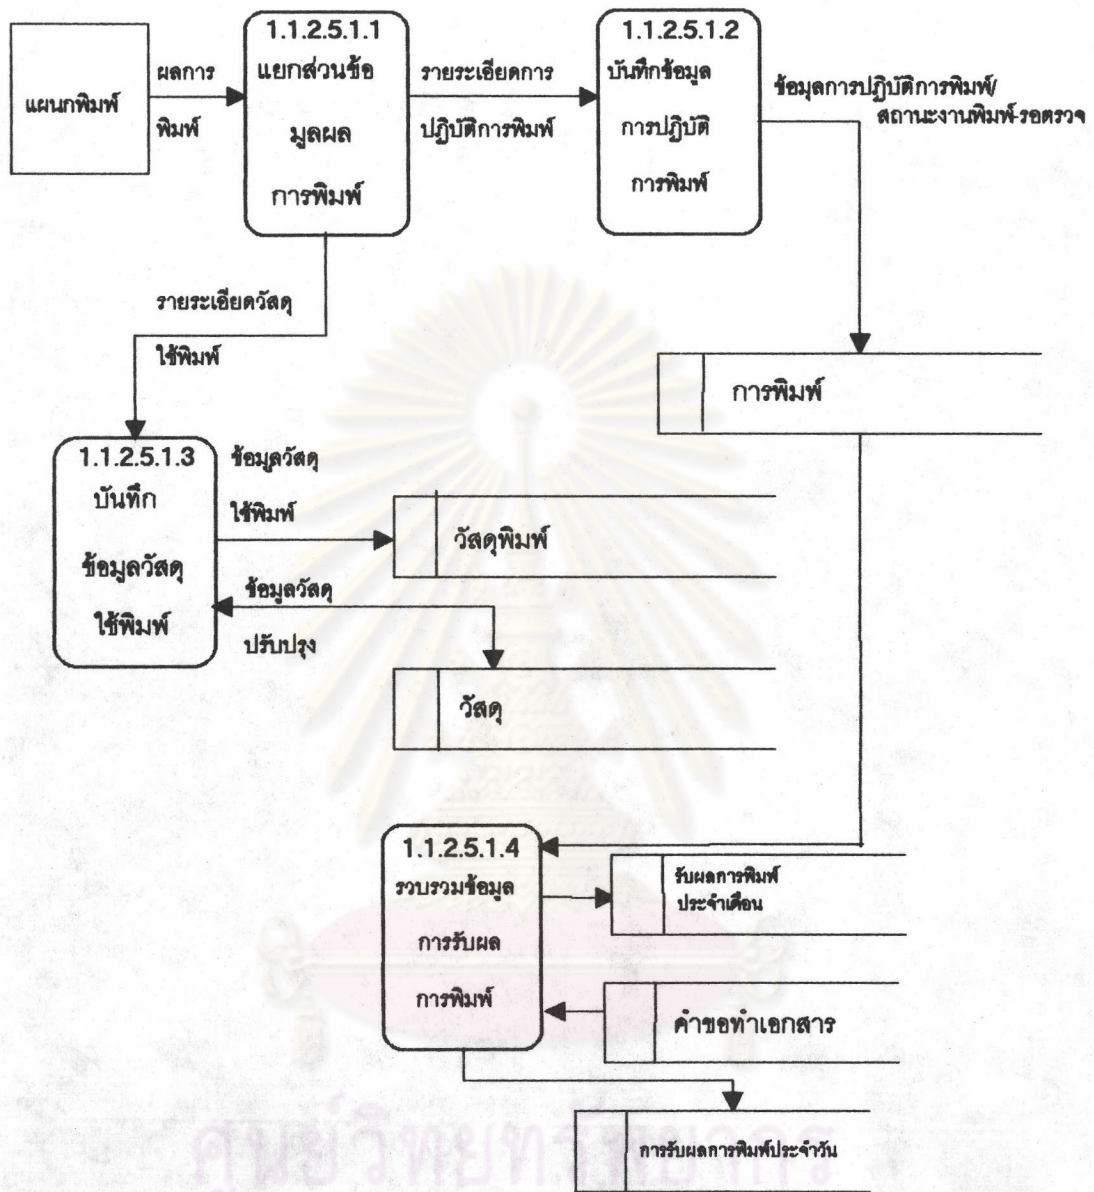 แผนกพิมพ์
ผลการ
พิมพ์
1.1.2.5.1.1
แยกส่วนข้อ
มูลผล
การพิมพ์
รายระเอียดการ
ปฏิบัติการพิมพ์
1.1.2.5.1.2
บันทึกข้อมูล
การปฏิบัติ
การพิมพ์
ข้อมุลการปฏิบัติการพิมพ์/
สถานะงานพิมพ์-รอตรวจ
รายระเอียดวัสดุ
ใช้พิมพ์
การพิมพ์
1.1.2.5.1.3
บันทึก
ข้อมูลวัสดุ
ใช้พิมพ์
ข้อมูลวัสดุ
ใช้พิมพ์
วัสดุพิมพ์
ข้อมูลวัสดุ
ปรับปรุง
วัสดุ
1.1.2.5.1.4
รวบรวมข้อมูล
การรับผล
การพิมพ์
รับผลการพิมพ์
ประจำเดือน
คำขอทำเอกสาร
การรับผลการพิมพ์ประจำวัน
ศูนย์วิทยทรัพยากร